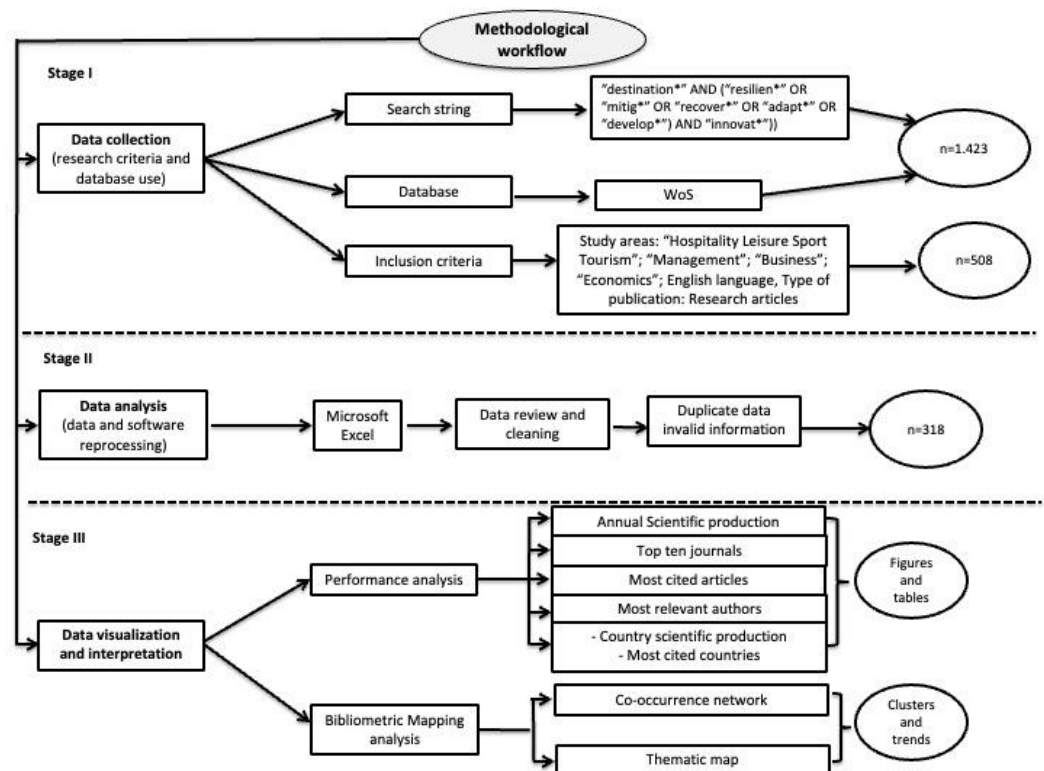 Methodological
workflow
Stage I
Data collection
(research criteria and
database use)
Search string
"destination*" AND ("resilien*" OR
"mitig*" OR "recover*" OR "adapt*" OR
"develop*") AND "innovat*"))
n=1.423
Database
WoS
Inclusion criteria
Study areas: "Hospitality Leisure Sport
Tourism"; "Management"; "Business";
"Economics"; English language, Type of
publication: Research articles
n=508
Stage II
Data analysis
(data and software
reprocessing)
Microsoft
Excel
Data review and
cleaning
Duplicate data
invalid information
n=318
Stage III
Data visualization
and interpretation
Performance analysis
Annual Scientific production
Top ten journals
Most cited articles
Most relevant authors
- Country scientific production
- Most cited countries
Figures
and
tables
Bibliometric Mapping
analysis
Co-occurrence network
Thematic map
Clusters
and
trends